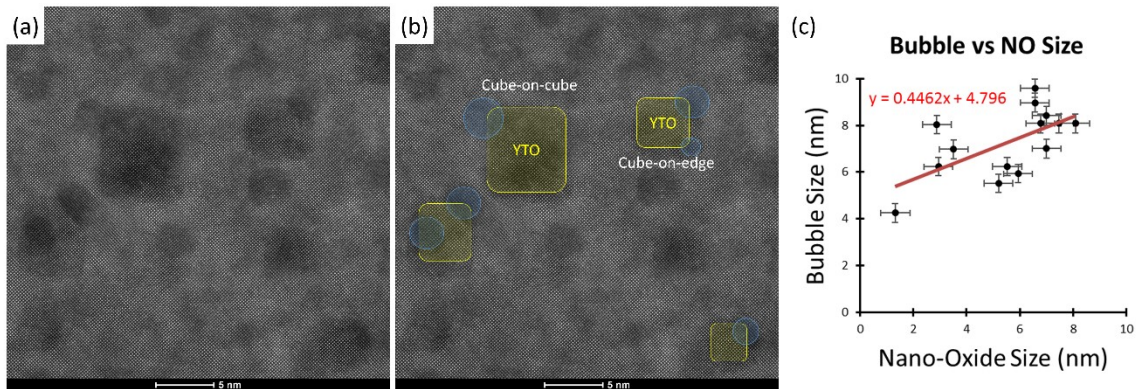 (a)
5 nm
(b)
Cube-on-cube
YTO
YTO
Cube-on-edge
5 nm
(c)
Bubble vs NO Size
y = 0.4462x + 4.796
Bubble Size (nm)
10
8
6
4
2
0
0 2 4 6 8 10
Nano-Oxide Size (nm)